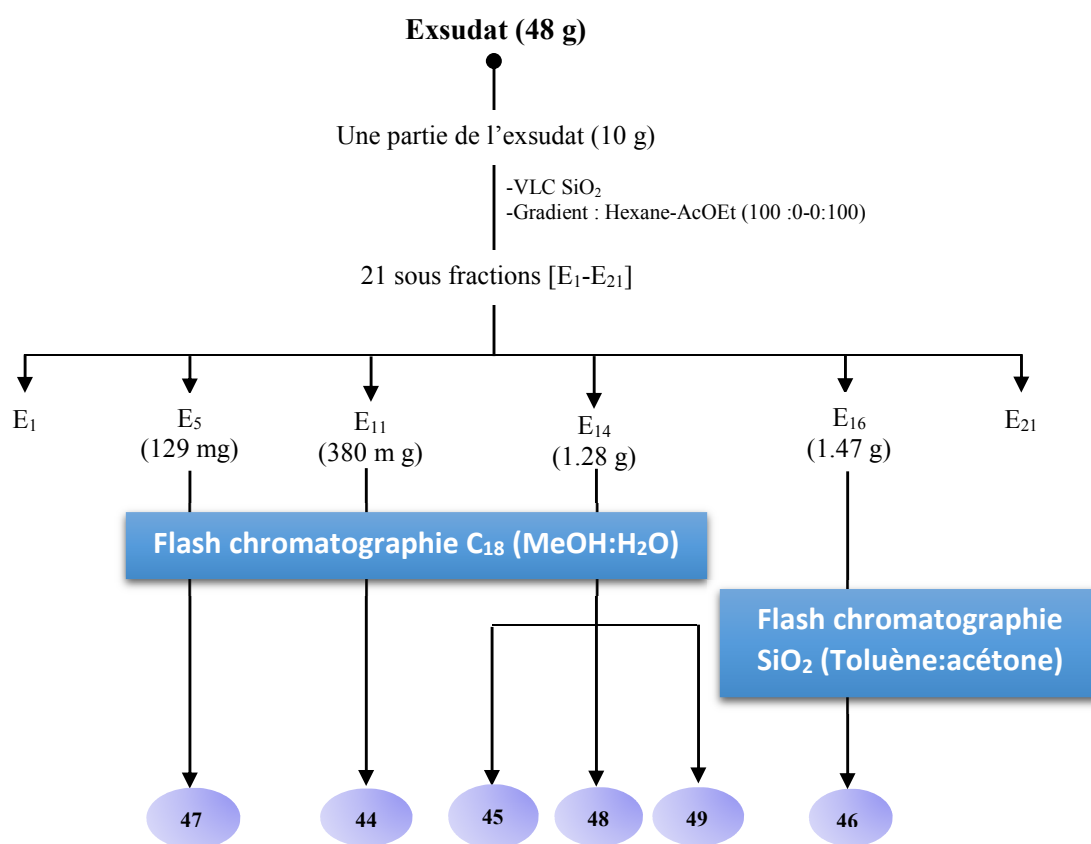 Exsudat (48 g)
Une partie de l’exsudat (10 g)
-VLC SiO₂
-Gradient : Hexane-AcOEt (100 :0-0:100)
21 sous fractions [E₁-E₂₁]
E₁ E₅ E₁₁ E₁₄ E₁₆ E₂₁
(129 mg) (380 m g) (1.28 g) (1.47 g)
Flash chromatographie C₁₈ (MeOH:H₂O)
Flash chromatographie
SiO₂ (Toluène:acétone)
47 44 45 48 49 46